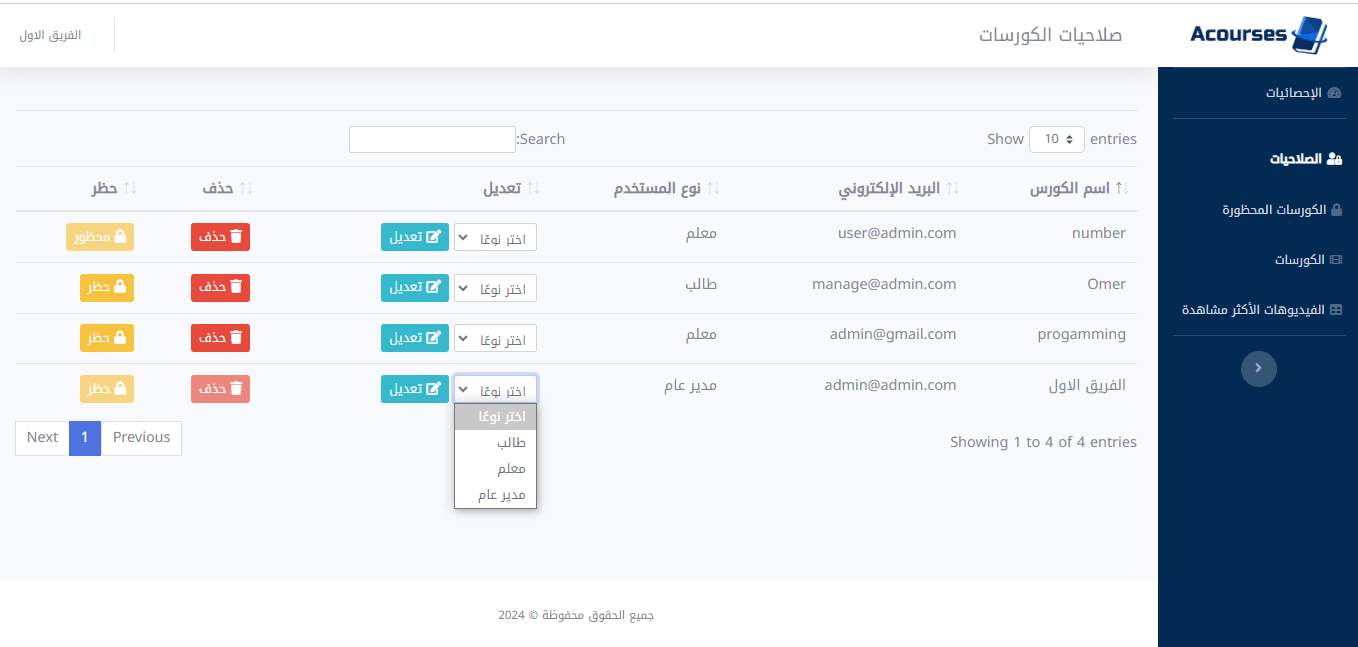 Acourses
صلاحيات الكورسات
الفريق الاول
الإحصائيات
الصلاحيات
الكورسات المحظورة
الكورسات
الفيديوهات الأكثر مشاهدة
Show 10 entries
Search:
اسم الكورس البريد الإلكتروني نوع المستخدم تعديل حذف حظر
number user@admin.com معلم اختر نوعًا تعديل حذف محظور
Omer manage@admin.com طالب اختر نوعًا تعديل حذف حظر
progamming admin@gmail.com معلم اختر نوعًا تعديل حذف حظر
الفريق الاول admin@admin.com مدير عام اختر نوعًا تعديل حذف حظر
اختر نوعًا
طالب
معلم
مدير عام
Showing 1 to 4 of 4 entries
Previous 1 Next
جميع الحقوق محفوظة © 2024